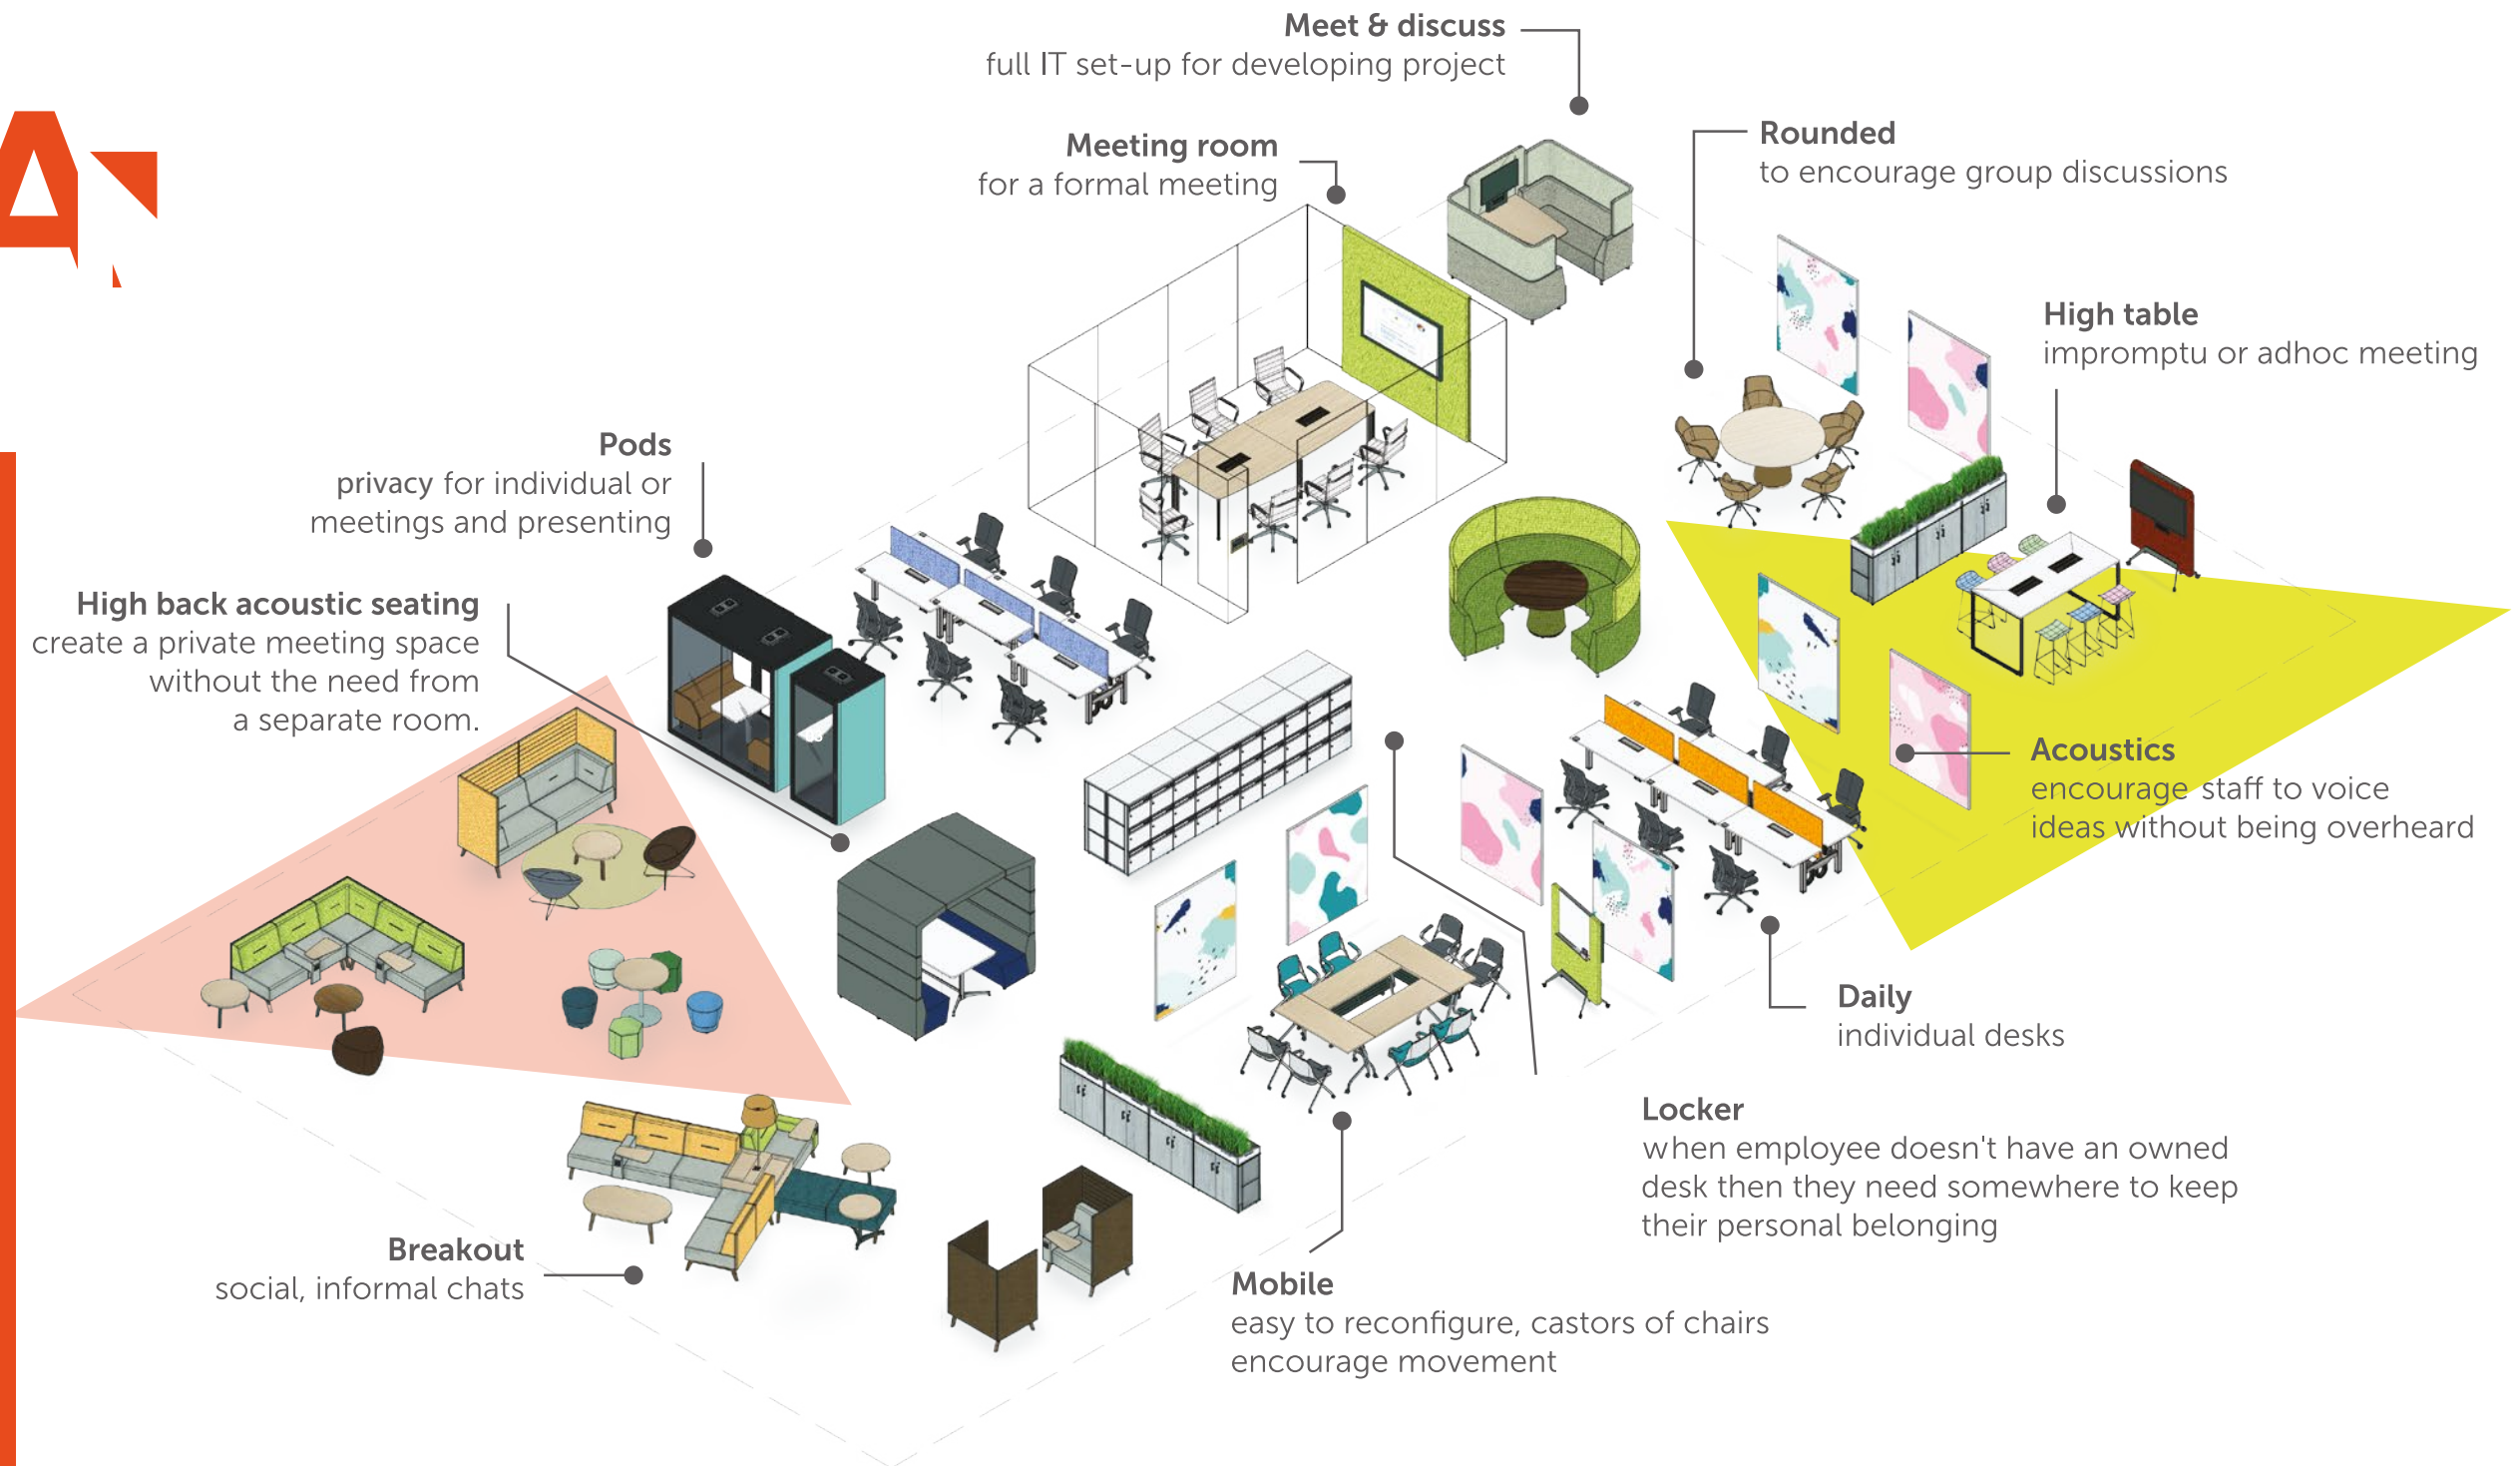 Meet & discuss
full IT set-up for developing project
Meeting room
for a formal meeting
Rounded
to encourage group discussions
High table
impromptu or adhoc meeting
Pods
privacy for individual or
meetings and presenting
High back acoustic seating
create a private meeting space
without the need from
a separate room.
Acoustics
encourage staff to voice
ideas without being overheard
Daily
individual desks
Locker
when employee doesn't have an owned
desk then they need somewhere to keep
their personal belonging
Breakout
social, informal chats
Mobile
easy to reconfigure, castors of chairs
encourage movement